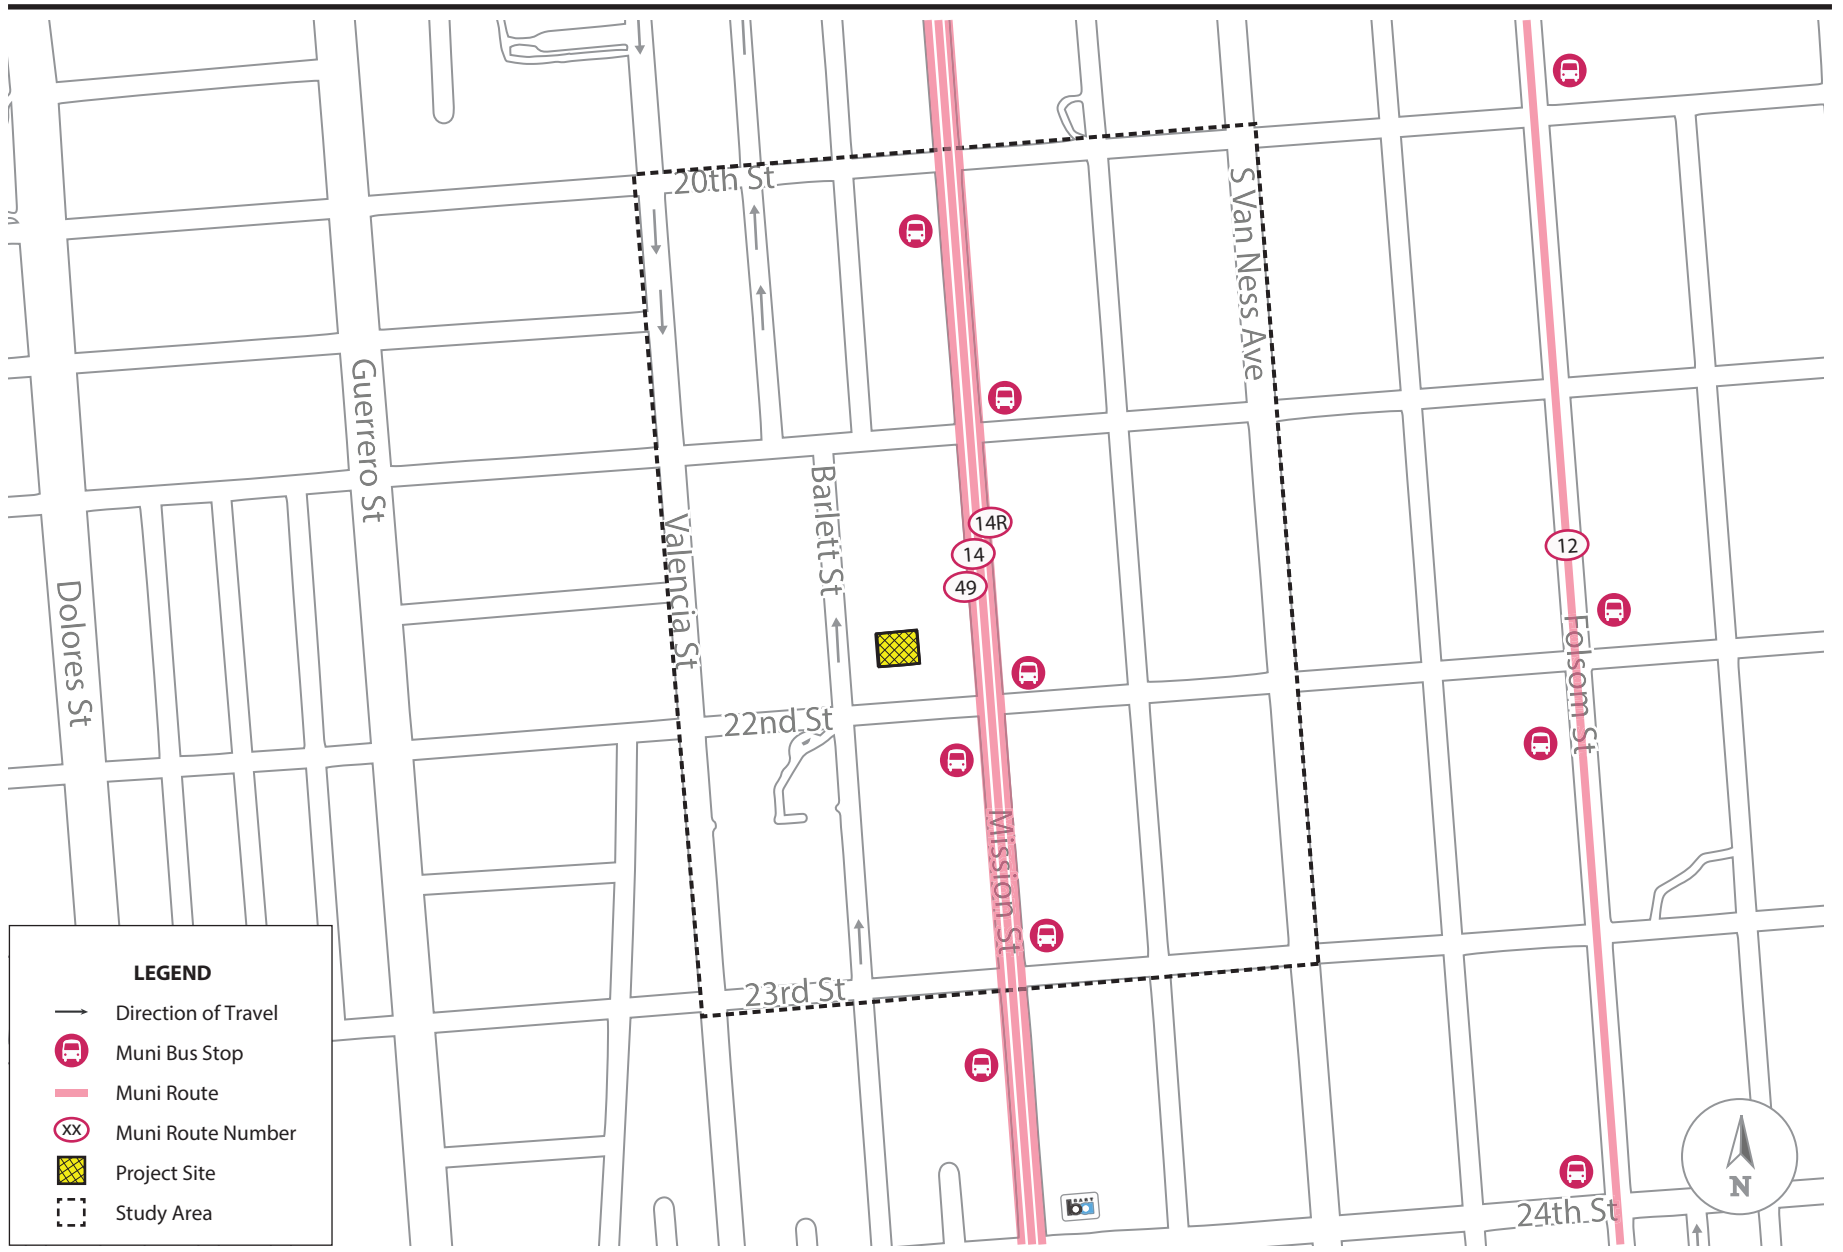 20th St
S Van Ness Ave
Guerrero St
Barlett St
Valencia St
14R
14
49
12
Dolores St
Folsom St
22nd St
Mission St
23rd St
LEGEND
Direction of Travel
Muni Bus Stop
Muni Route
XX Muni Route Number
Project Site
Study Area
BART
ba
24th St
N